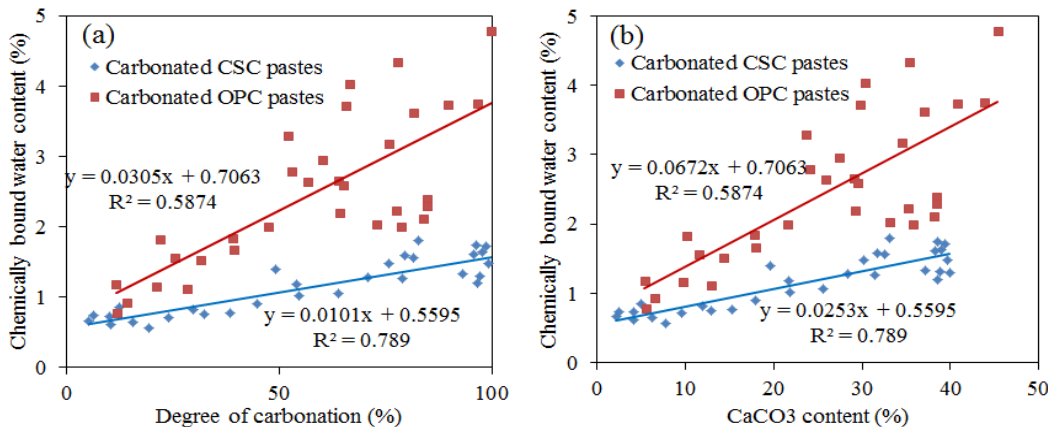 (a)
Carbonated CSC pastes
Carbonated OPC pastes
y = 0.0305x + 0.7063
R² = 0.5874
y = 0.0101x + 0.5595
R² = 0.789
5
4
3
2
1
0
0 50 100
Chemically bound water content (%)
Degree of carbonation (%)
(b)
Carbonated CSC pastes
Carbonated OPC pastes
y = 0.0672x + 0.7063
R² = 0.5874
y = 0.0253x + 0.5595
R² = 0.789
5
4
3
2
1
0
0 10 20 30 40 50
Chemically bound water content (%)
CaCO3 content (%)